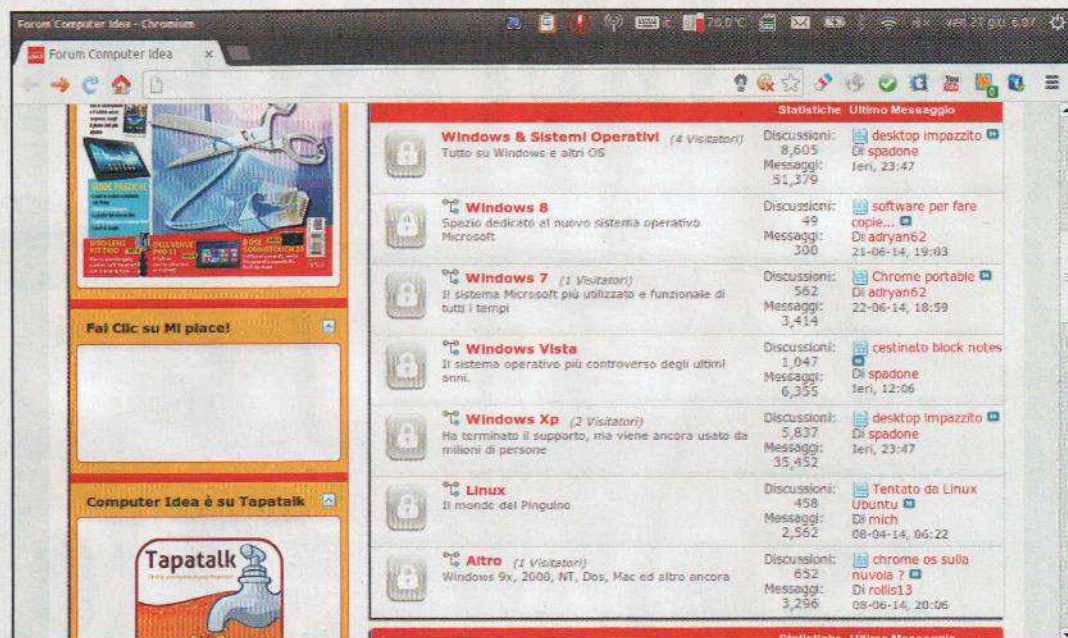 Forum Computer Idea - Chromium
Forum Computer Idea
Fai Clic su Mi piace!
Computer Idea è su Tapatalk
Tapatalk
Statistiche Ultimo Messaggio
Windows & Sistemi Operativi (4 Visitatori)
Tutto su Windows e altri OS
Discussioni:
8,605
Messaggi:
51,379
desktop impazzito
Di spadone
Ieri, 23:47
Windows 8
Spazio dedicato al nuovo sistema operativo
Microsoft
Discussioni:
49
Messaggi:
300
software per fare
copie...
Di adryan62
21-06-14, 19:03
Windows 7 (1 Visitatori)
Il sistema Microsoft più utilizzato e funzionale di
tutti i tempi
Discussioni:
562
Messaggi:
3,414
Chrome portable
Di adryan62
22-06-14, 18:59
Windows Vista
Il sistema operativo più controverso degli ultimi
anni.
Discussioni:
1,047
Messaggi:
6,355
cestinato block notes
Di spadone
Ieri, 12:06
Windows Xp (2 Visitatori)
Ha terminato il supporto, ma viene ancora usato da
milioni di persone
Discussioni:
5,837
Messaggi:
35,452
desktop impazzito
Di spadone
Ieri, 23:47
Linux
Il mondo del Pinguino
Discussioni:
458
Messaggi:
2,562
Tentato da Linux
Ubuntu
Di mich
08-04-14, 06:22
Altro (1 Visitatori)
Windows 9x, 2000, NT, Dos, Mac ed altro ancora
Discussioni:
652
Messaggi:
3,296
chrome os sulla
nuvola ?
Di rollis13
08-06-14, 20:06
Statistiche Ultimo Messaggio